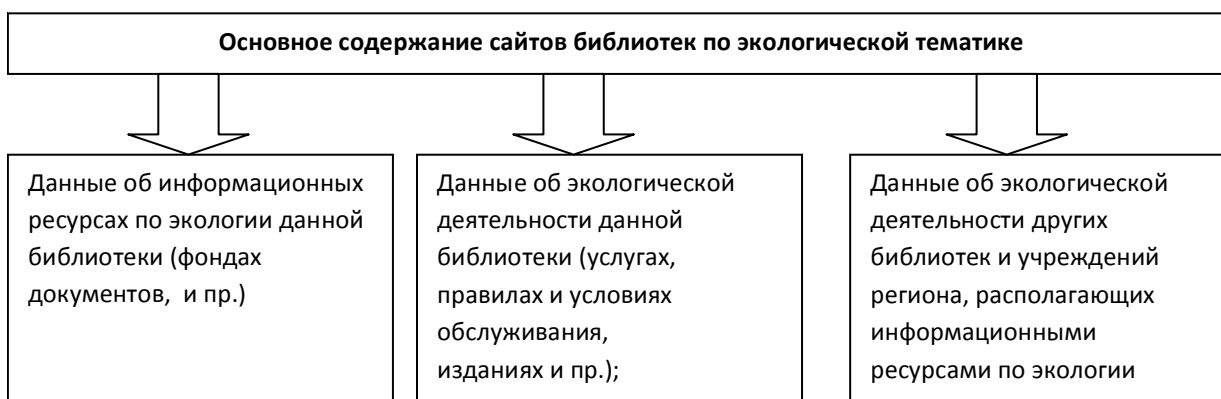 Основное содержание сайтов библиотек по экологической тематике
Данные об информационных
ресурсах по экологии данной
библиотеки (фондах
документов, и пр.)
Данные об экологической
деятельности данной
библиотеки (услугах,
правилах и условиях
обслуживания,
изданиях и пр.);
Данные об экологической
деятельности других
библиотек и учреждений
региона, располагающих
информационными
ресурсами по экологии